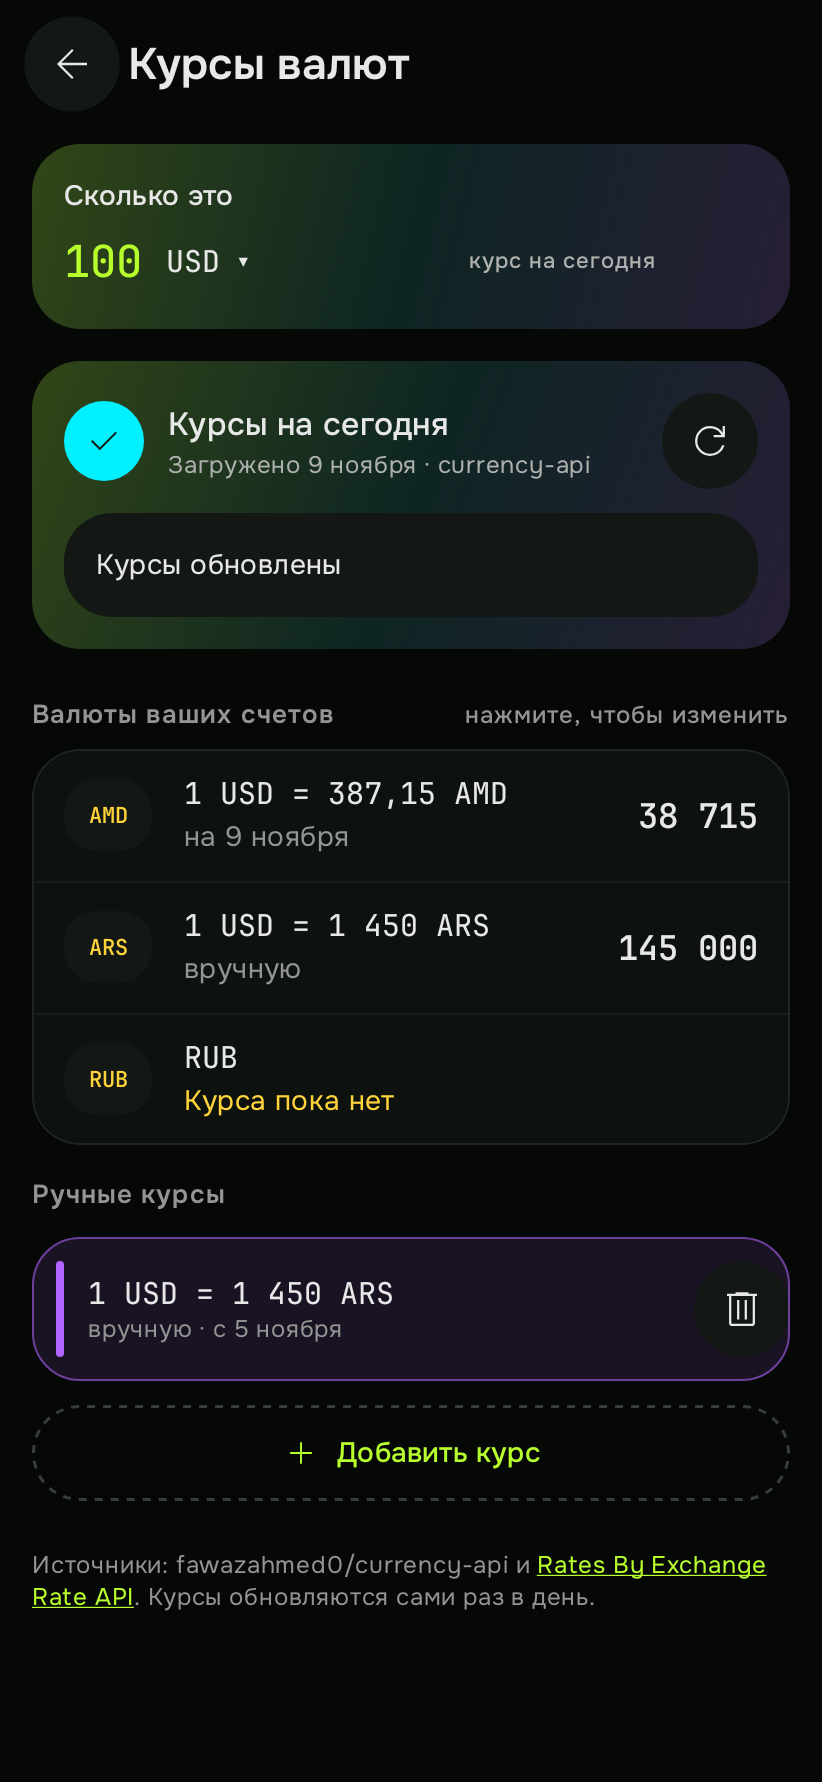 Курсы валют
Сколько это
100 USD ▾
курс на сегодня
Курсы на сегодня
Загружено 9 ноября · currency-api
Курсы обновлены
Валюты ваших счетов
нажмите, чтобы изменить
AMD
1 USD = 387,15 AMD
на 9 ноября
38 715
ARS
1 USD = 1 450 ARS
вручную
145 000
RUB
RUB
Курса пока нет
Ручные курсы
1 USD = 1 450 ARS
вручную · с 5 ноября
+ Добавить курс
Источники: fawazahmed0/currency-api и Rates By Exchange
Rate API. Курсы обновляются сами раз в день.